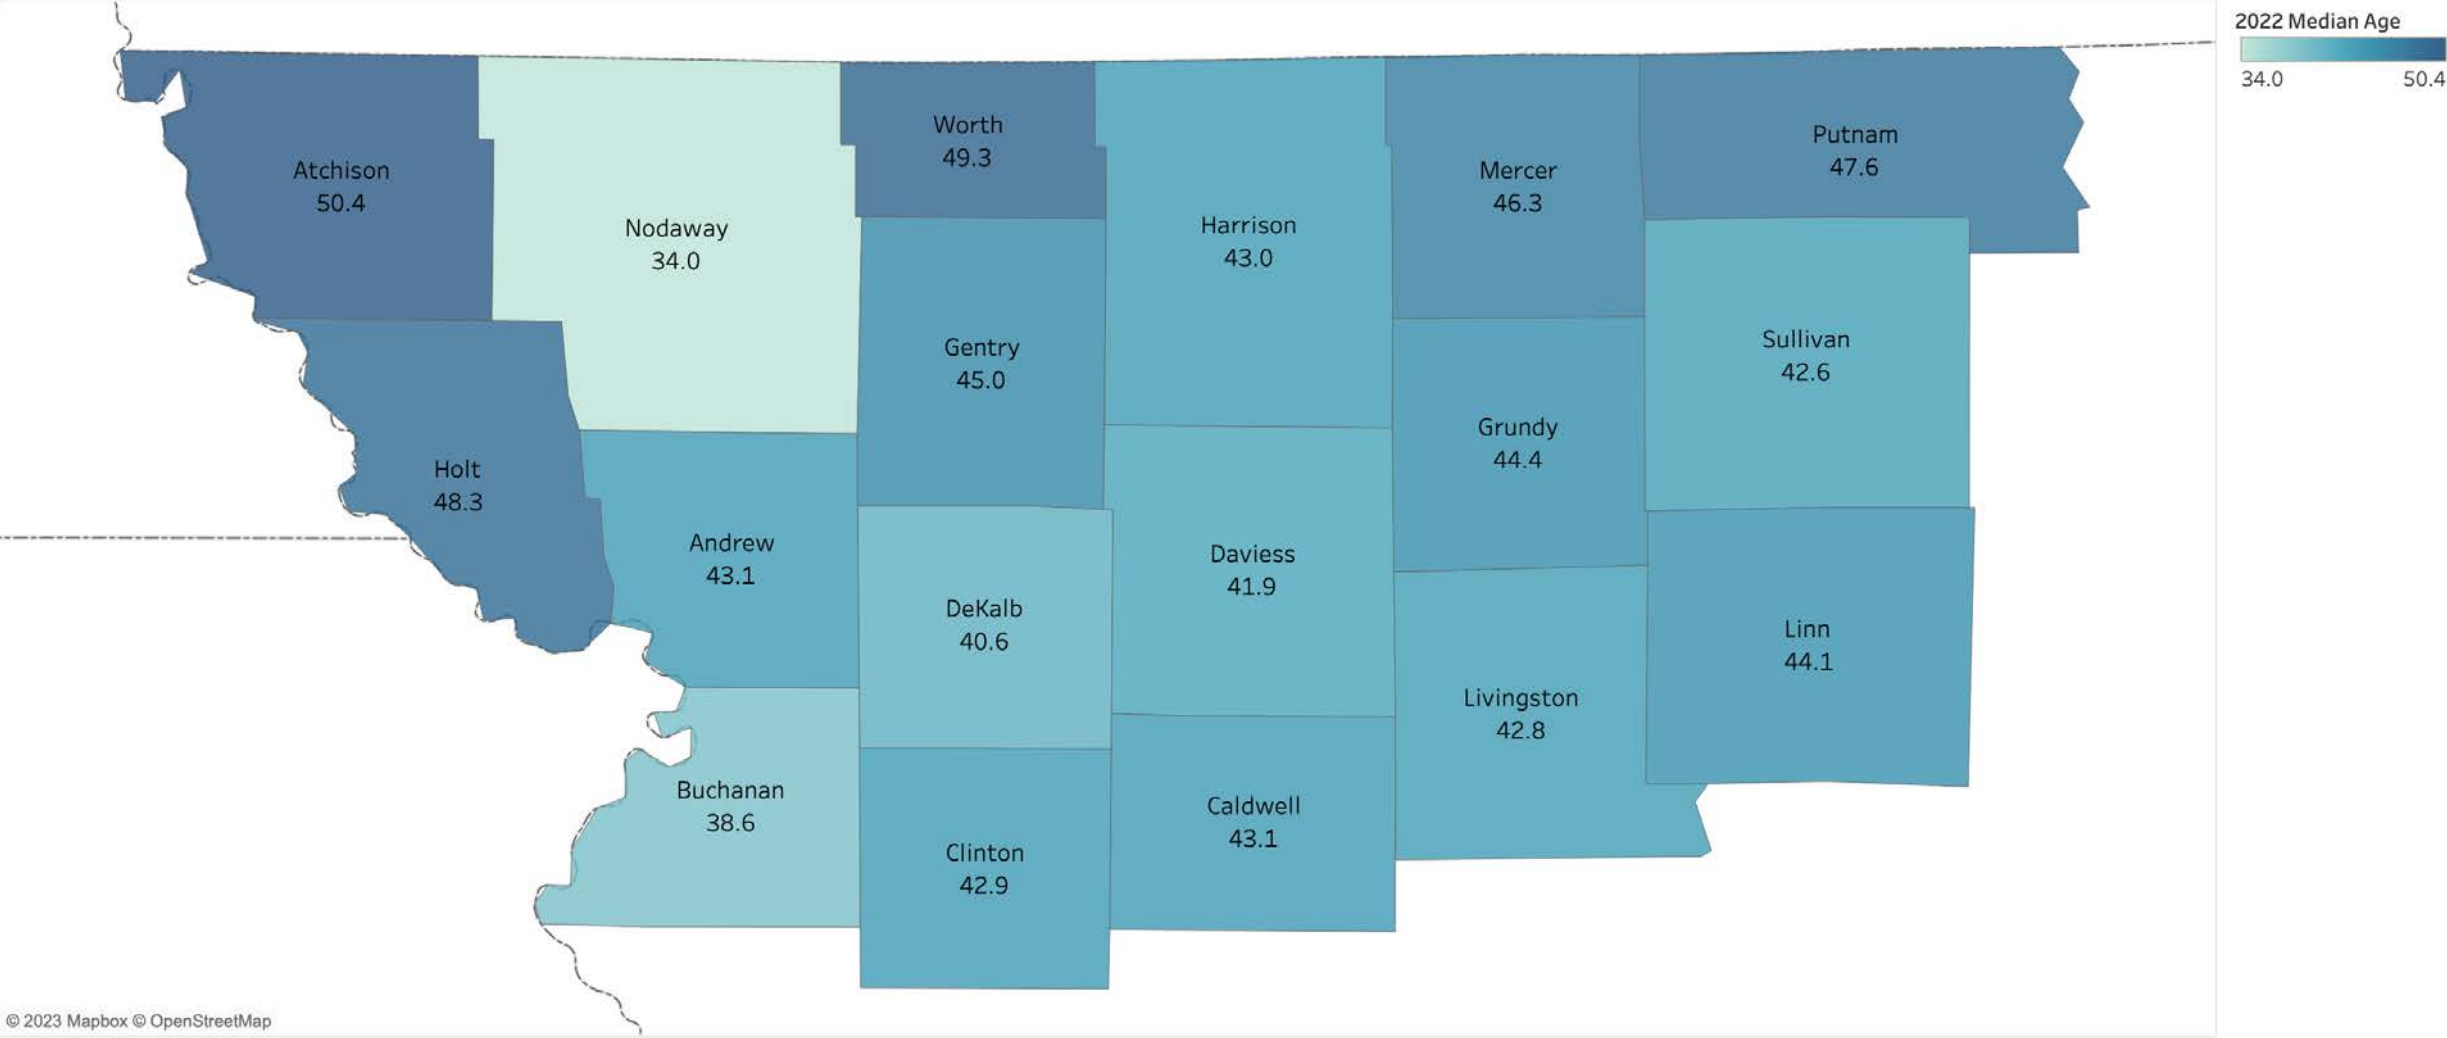 2022 Median Age
34.0
50.4
Worth
49.3
Putnam
47.6
Atchison
50.4
Mercer
46.3
Nodaway
34.0
Harrison
43.0
Gentry
45.0
Sullivan
42.6
Grundy
44.4
Holt
48.3
Andrew
43.1
Daviess
41.9
DeKalb
40.6
Linn
44.1
Livingston
42.8
Buchanan
38.6
Caldwell
43.1
Clinton
42.9
© 2023 Mapbox © OpenStreetMap